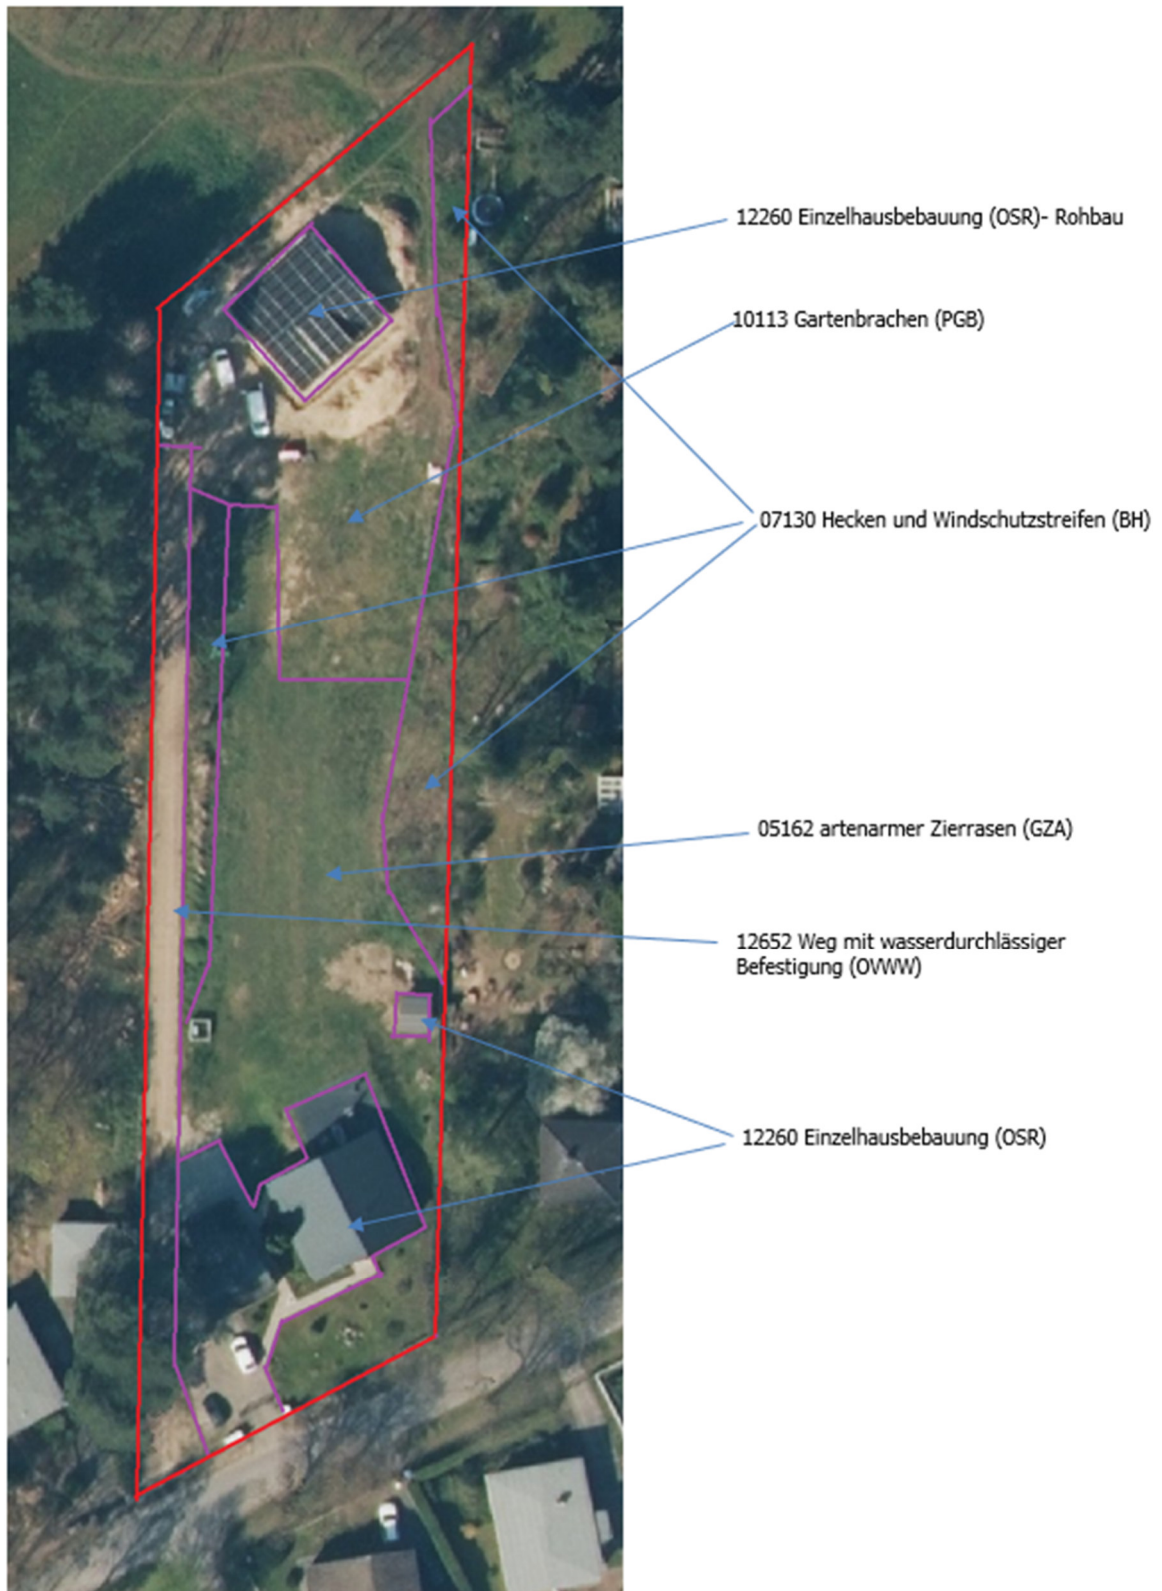 12260 Einzelhausbebauung (OSR)- Rohbau
10113 Gartenbrachen (PGB)
07130 Hecken und Windschutzstreifen (BH)
05162 artenarmer Zierrasen (GZA)
12652 Weg mit wasserdurchlässiger
Befestigung (OVWW)
12260 Einzelhausbebauung (OSR)